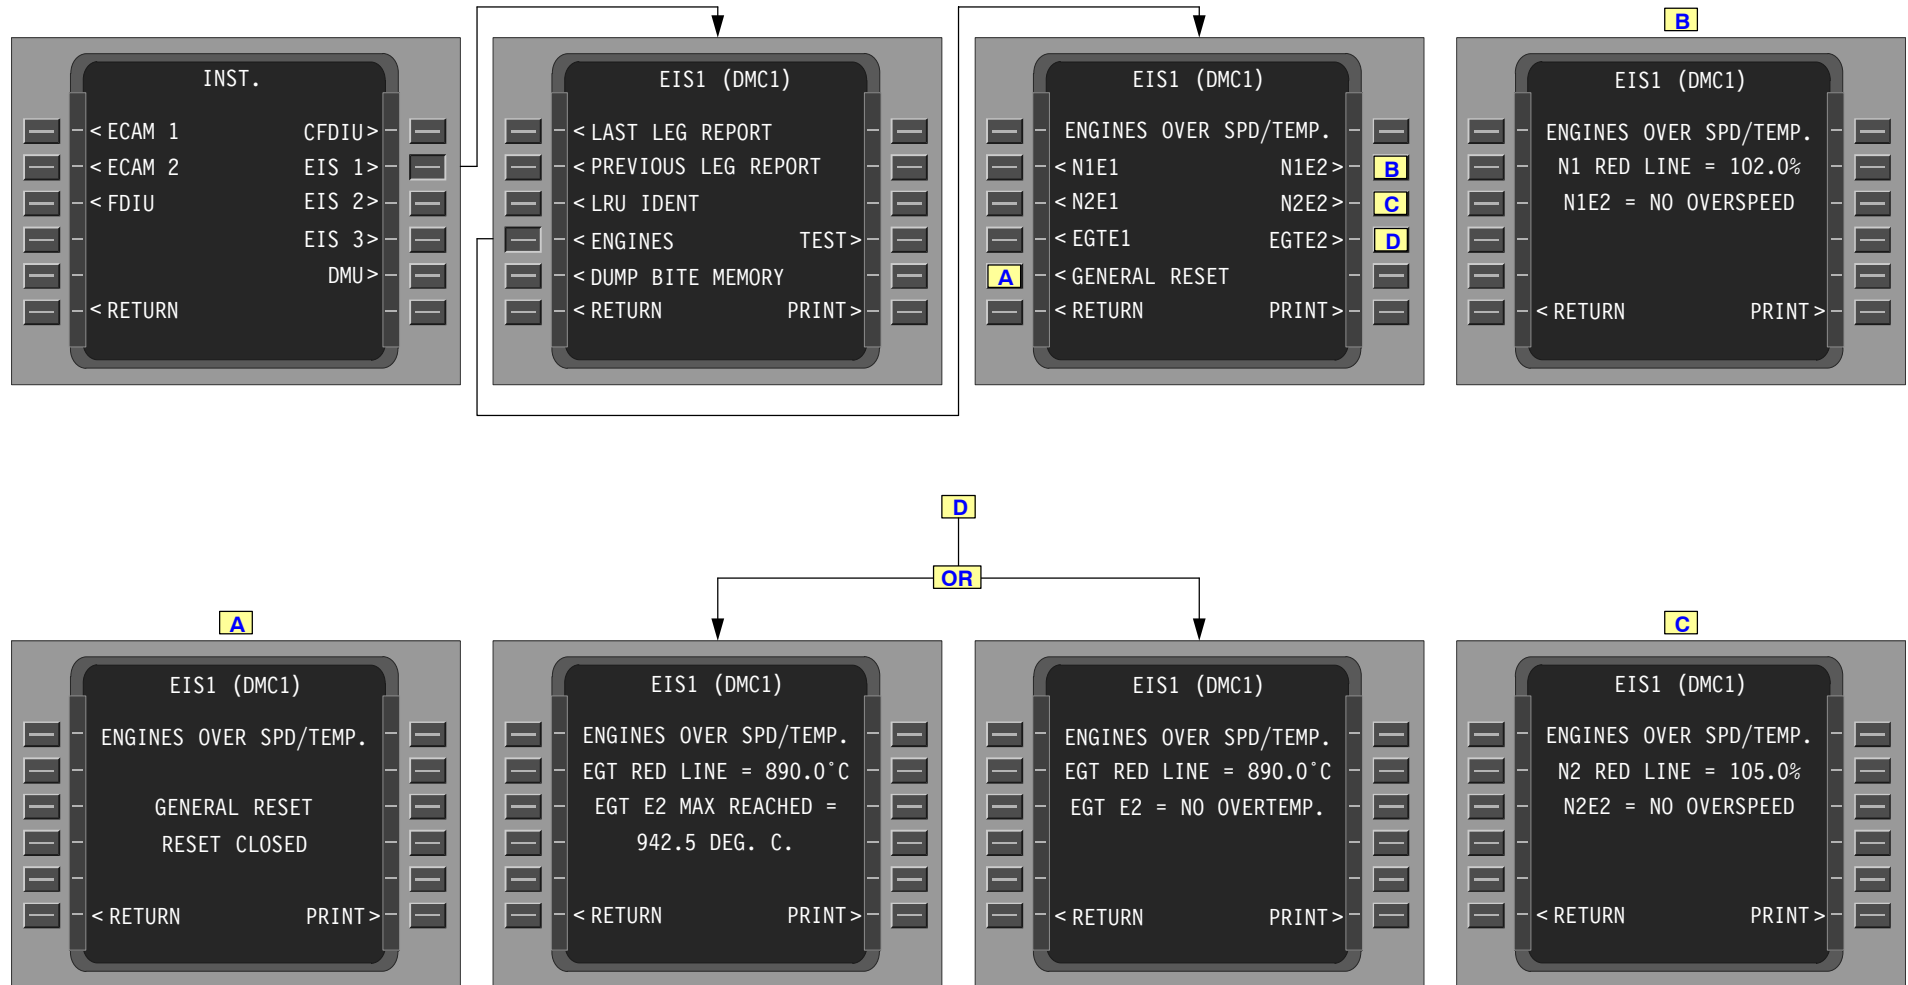 B
INST.
< ECAM 1 CFDIU >
< ECAM 2 EIS 1 >
< FDIU EIS 2 >
EIS 3 >
DMU >
< RETURN
EIS1 (DMC1)
< LAST LEG REPORT
< PREVIOUS LEG REPORT
< LRU IDENT
< ENGINES TEST >
< DUMP BITE MEMORY
< RETURN PRINT >
EIS1 (DMC1)
ENGINES OVER SPD/TEMP.
< N1E1 N1E2 > B
< N2E1 N2E2 > C
< EGTE1 EGTE2 > D
A < GENERAL RESET
< RETURN PRINT >
EIS1 (DMC1)
ENGINES OVER SPD/TEMP.
N1 RED LINE = 102.0%
N1E2 = NO OVERSPEED
< RETURN PRINT >
D
OR
A
C
EIS1 (DMC1)
ENGINES OVER SPD/TEMP.
GENERAL RESET
RESET CLOSED
< RETURN PRINT >
EIS1 (DMC1)
ENGINES OVER SPD/TEMP.
EGT RED LINE = 890.0°C
EGT E2 MAX REACHED =
942.5 DEG. C.
< RETURN PRINT >
EIS1 (DMC1)
ENGINES OVER SPD/TEMP.
EGT RED LINE = 890.0°C
EGT E2 = NO OVERTEMP.
< RETURN PRINT >
EIS1 (DMC1)
ENGINES OVER SPD/TEMP.
N2 RED LINE = 105.0%
N2E2 = NO OVERSPEED
< RETURN PRINT >